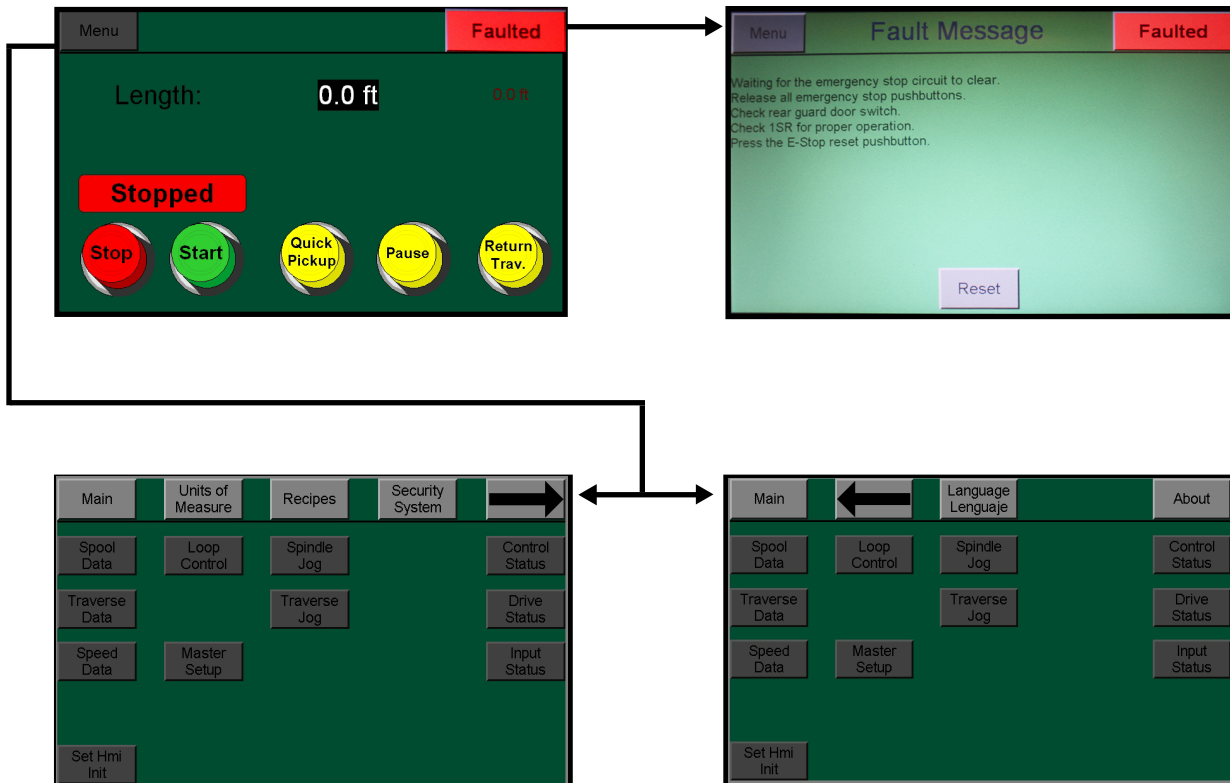 Menu
Faulted
Length:
0.0 ft
0.0 ft
Stopped
Stop
Start
Quick
Pickup
Pause
Return
Trav.
Menu
Fault Message
Faulted
Waiting for the emergency stop circuit to clear.
Release all emergency stop pushbuttons.
Check rear guard door switch.
Check 1SR for proper operation.
Press the E-Stop reset pushbutton.
Reset
Main
Units of
Measure
Recipes
Security
System
Spool
Data
Loop
Control
Spindle
Jog
Control
Status
Traverse
Data
Traverse
Jog
Drive
Status
Speed
Data
Master
Setup
Input
Status
Set Hmi
Init
Main
Language
Lenguaje
About
Spool
Data
Loop
Control
Spindle
Jog
Control
Status
Traverse
Data
Traverse
Jog
Drive
Status
Speed
Data
Master
Setup
Input
Status
Set Hmi
Init